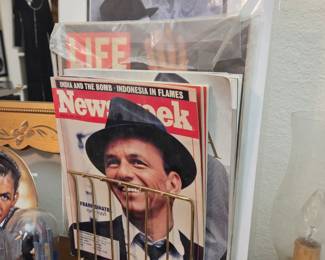 LIFE
INDIA AND THE BOMB · INDONESIA IN FLAMES
Newsweek
FRANK SINATRA